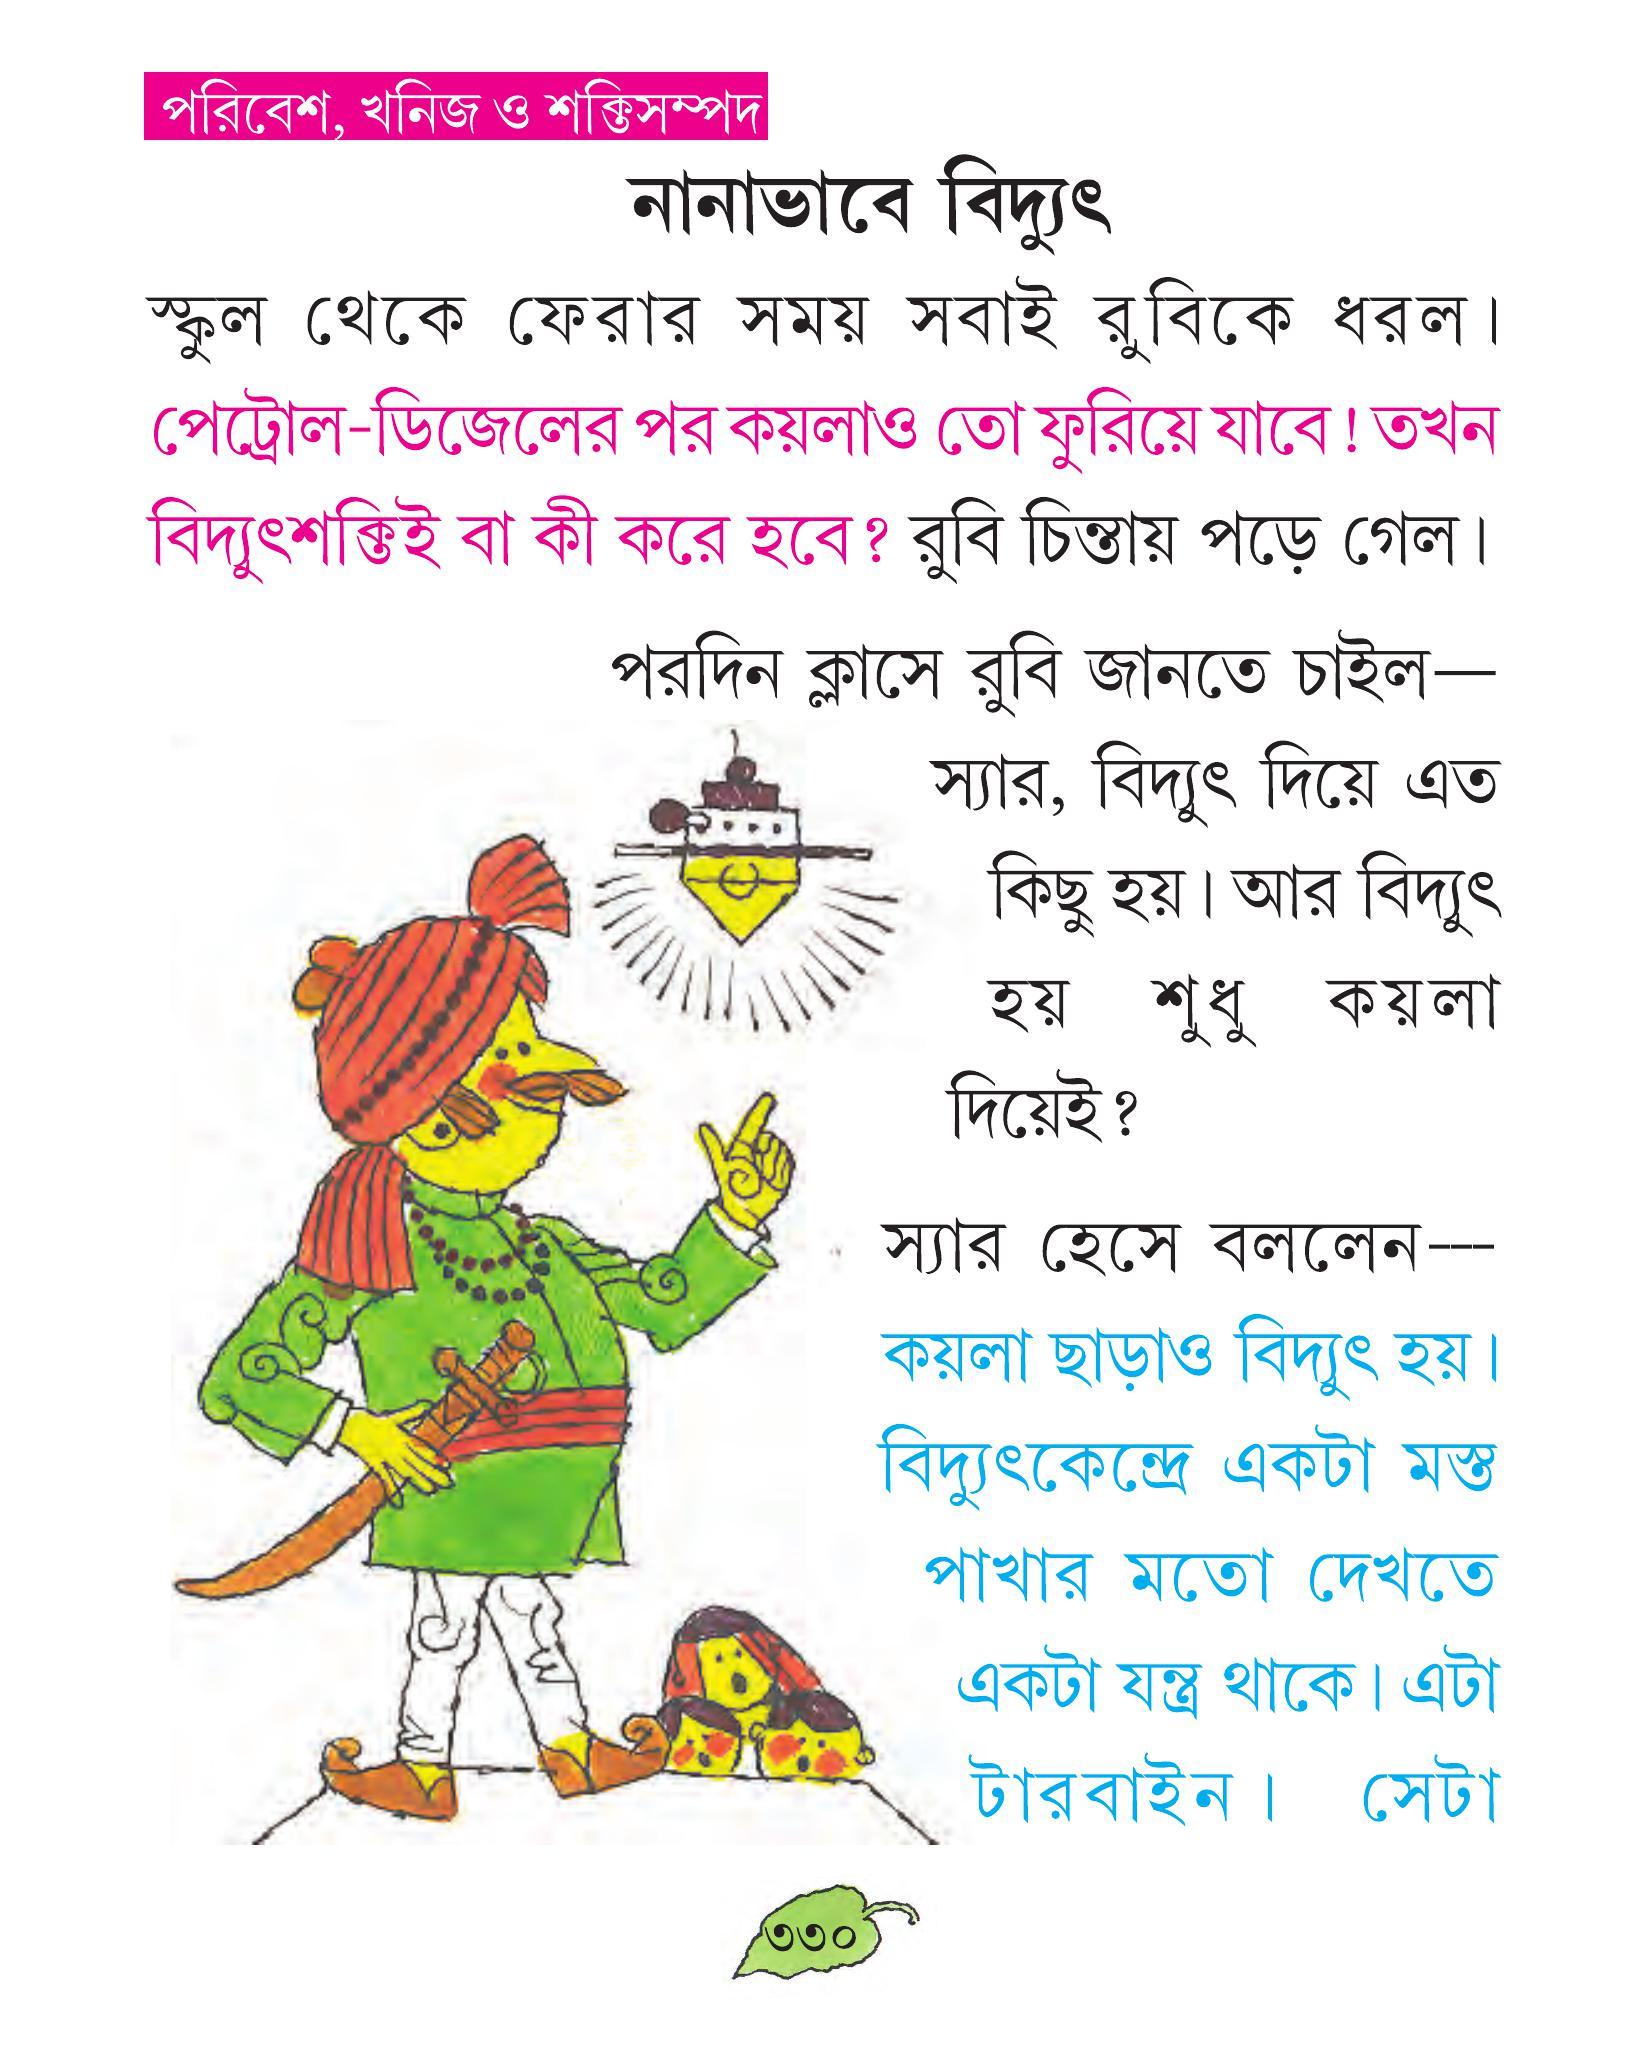 পরিবেশ, খনিজ ও শক্তিসম্পদ
নানাভাবে বিদ্যুৎ
স্কুল থেকে ফেরার সময় সবাই রুবিকে ধরল।
পেট্রোল-ডিজেলের পর কয়লাও তো ফুরিয়ে যাবে! তখন
বিদ্যুৎশক্তিই বা কী করে হবে? রুবি চিন্তায় পড়ে গেল।
পরদিন ক্লাসে রুবি জানতে চাইল—
স্যার, বিদ্যুৎ দিয়ে এত
কিছু হয়। আর বিদ্যুৎ
হয় শুধু কয়লা
দিয়েই?
স্যার হেসে বললেন---
কয়লা ছাড়াও বিদ্যুৎ হয়।
বিদ্যুৎকেন্দ্রে একটা মস্ত
পাখার মতো দেখতে
একটা যন্ত্র থাকে। এটা
টারবাইন। সেটা
৩৩০